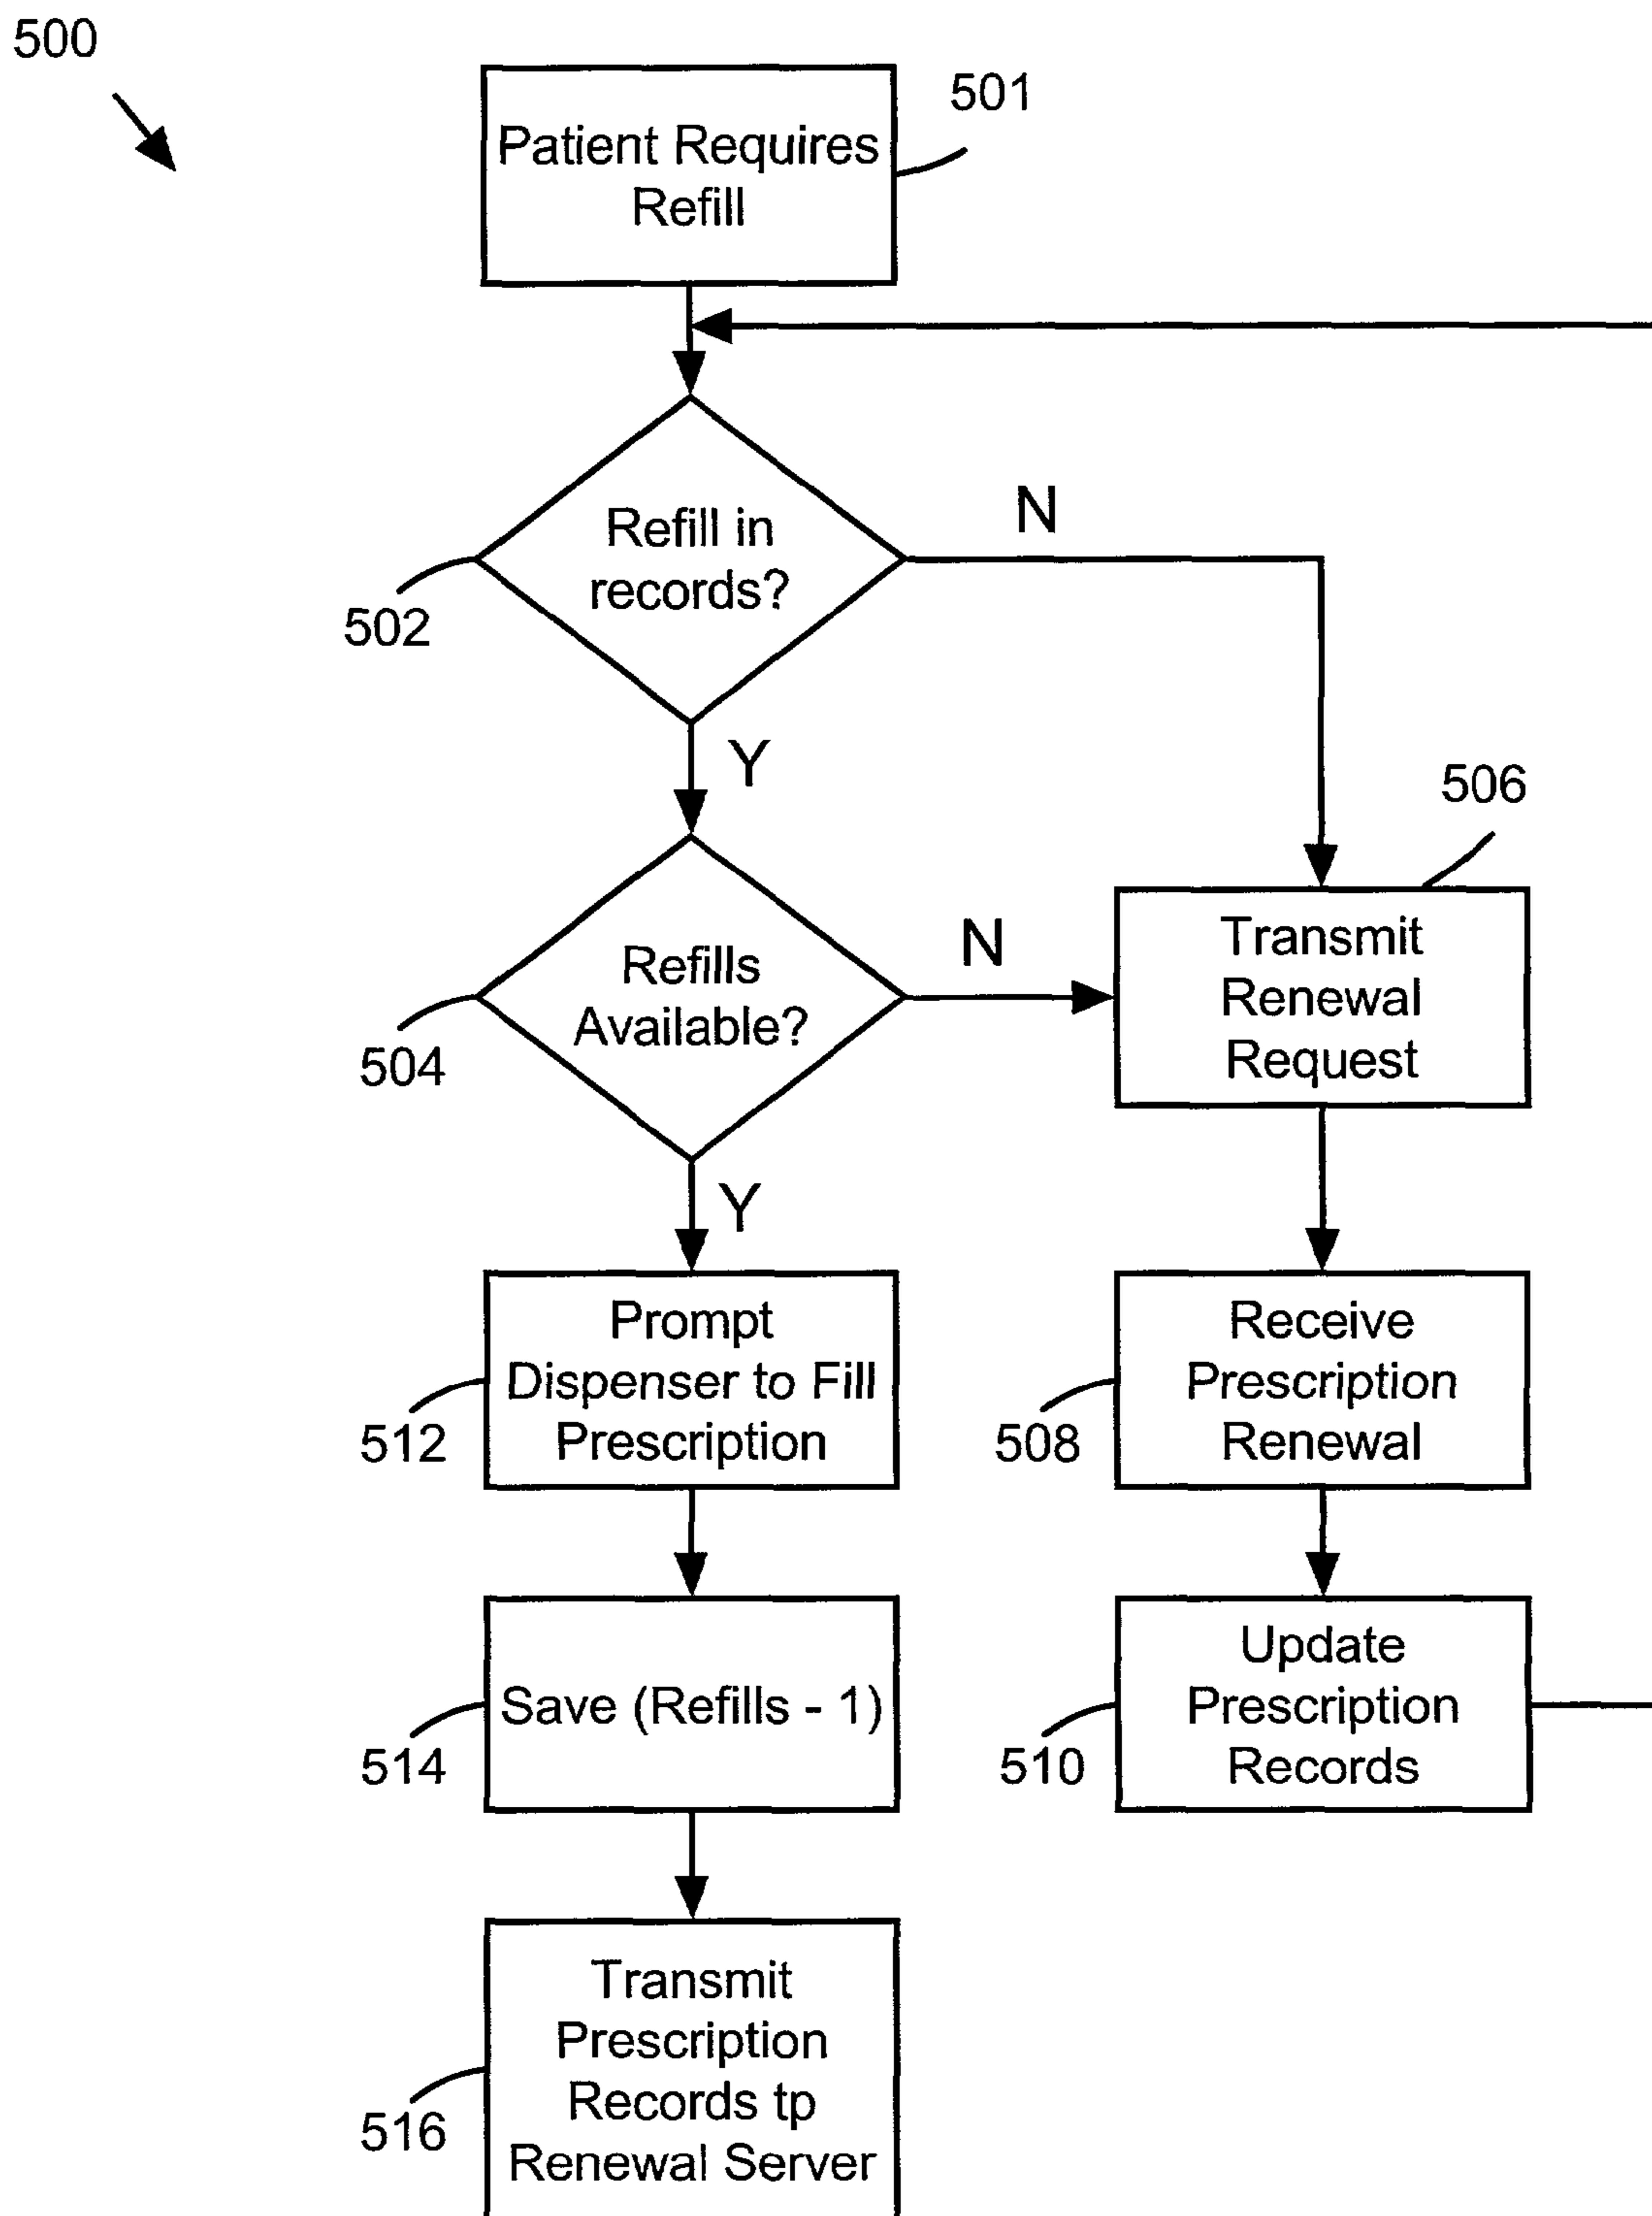 500
501
Patient Requires
Refill
N
Refill in
records?
502
Y
506
N
Refills
Available?
504
Transmit
Renewal
Request
Y
Prompt
Dispenser to Fill
Prescription
512
Receive
Prescription
Renewal
508
Save (Refills - 1)
514
Update
Prescription
Records
510
Transmit
Prescription
Records tp
Renewal Server
516